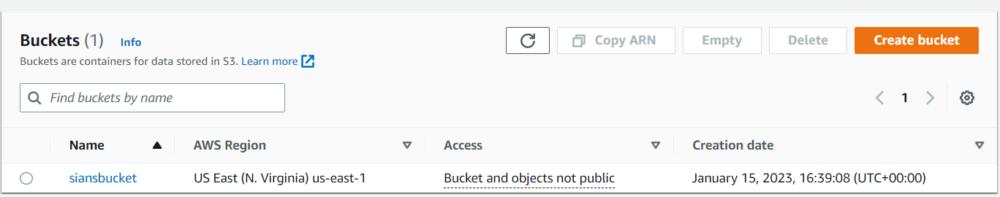 Buckets (1) Info
Copy ARN Empty Delete Create bucket
Buckets are containers for data stored in S3. Learn more
Find buckets by name
1
Name AWS Region Access Creation date
siansbucket US East (N. Virginia) us-east-1 Bucket and objects not public January 15, 2023, 16:39:08 (UTC+00:00)